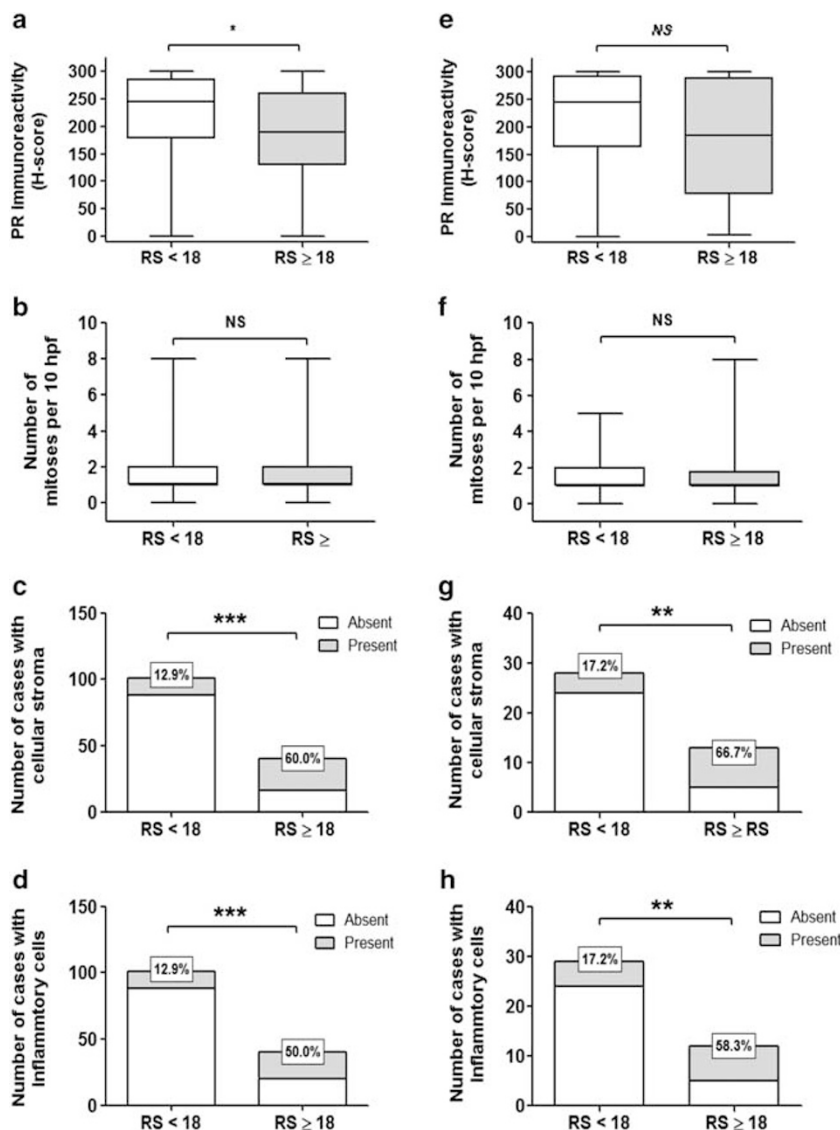 a
*
PR Immunoreactivity
(H-score)
300
250
200
150
100
50
0
RS < 18
RS ≥ 18
e
NS
PR Immunoreactivity
(H-score)
300
250
200
150
100
50
0
RS < 18
RS ≥ 18
b
NS
Number of
mitoses per 10 hpf
10
8
6
4
2
0
RS < 18
RS ≥
f
NS
Number of
mitoses per 10 hpf
10
8
6
4
2
0
RS < 18
RS ≥ 18
c
***
Absent
Present
Number of cases with
cellular stroma
150
100
50
0
12.9%
60.0%
RS < 18
RS ≥ 18
g
**
Absent
Present
Number of cases with
cellular stroma
40
30
20
10
0
17.2%
66.7%
RS < 18
RS ≥ RS
d
***
Absent
Present
Number of cases with
Inflammtory cells
150
100
50
0
12.9%
50.0%
RS < 18
RS ≥ 18
h
**
Absent
Present
Number of cases with
Inflammtory cells
40
30
20
10
0
17.2%
58.3%
RS < 18
RS ≥ 18